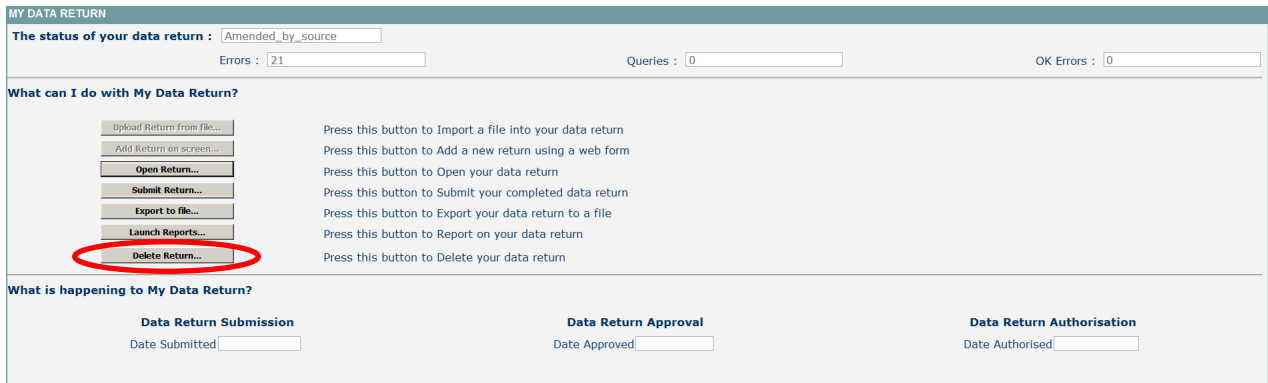 MY DATA RETURN
The status of your data return : Amended_by_source
Errors : 21 Queries : 0 OK Errors : 0
What can I do with My Data Return?
Upload Return from file... Press this button to Import a file into your data return
Add Return on screen... Press this button to Add a new return using a web form
Open Return... Press this button to Open your data return
Submit Return... Press this button to Submit your completed data return
Export to file... Press this button to Export your data return to a file
Launch Reports... Press this button to Report on your data return
Delete Return... Press this button to Delete your data return
What is happening to My Data Return?
Data Return Submission Data Return Approval Data Return Authorisation
Date Submitted Date Approved Date Authorised